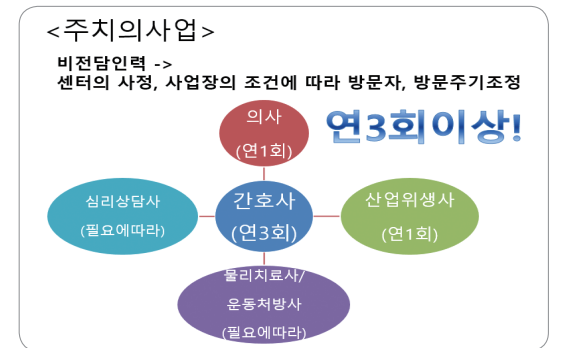 <주치의사업>
비전담인력 ->
센터의 사정, 사업장의 조건에 따라 방문자, 방문주기조정
연3회이상!
의사
(연1회)
심리상담사
(필요에따라)
간호사
(연3회)
산업위생사
(연1회)
물리치료사/
운동처방사
(필요에따라)